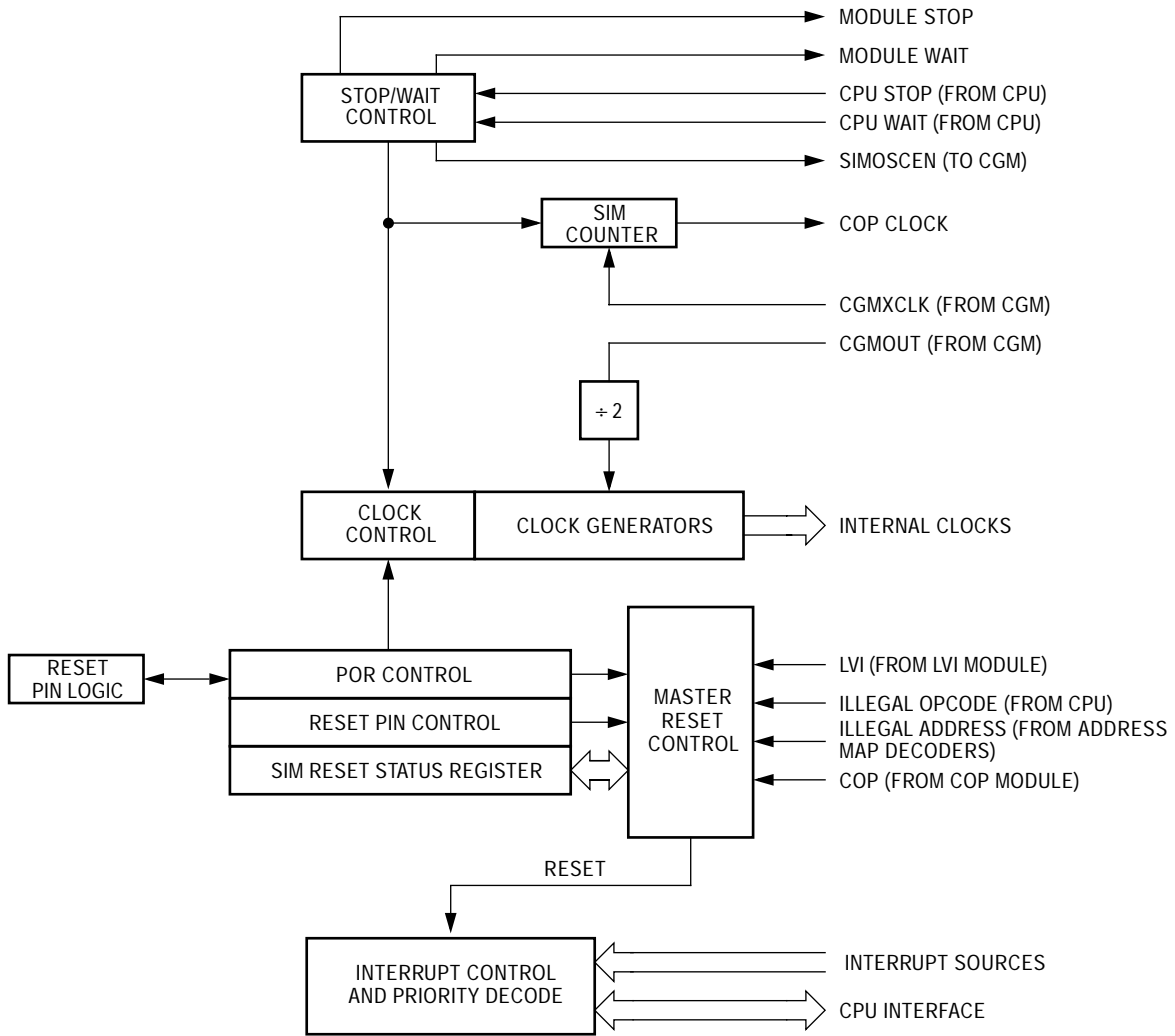 MODULE STOP
MODULE WAIT
STOP/WAIT
CONTROL
CPU STOP (FROM CPU)
CPU WAIT (FROM CPU)
SIMOSCEN (TO CGM)
SIM
COUNTER
COP CLOCK
CGMXCLK (FROM CGM)
CGMOUT (FROM CGM)
÷ 2
CLOCK
CONTROL
CLOCK GENERATORS
INTERNAL CLOCKS
RESET
PIN LOGIC
POR CONTROL
RESET PIN CONTROL
SIM RESET STATUS REGISTER
MASTER
RESET
CONTROL
LVI (FROM LVI MODULE)
ILLEGAL OPCODE (FROM CPU)
ILLEGAL ADDRESS (FROM ADDRESS
MAP DECODERS)
COP (FROM COP MODULE)
RESET
INTERRUPT CONTROL
AND PRIORITY DECODE
INTERRUPT SOURCES
CPU INTERFACE